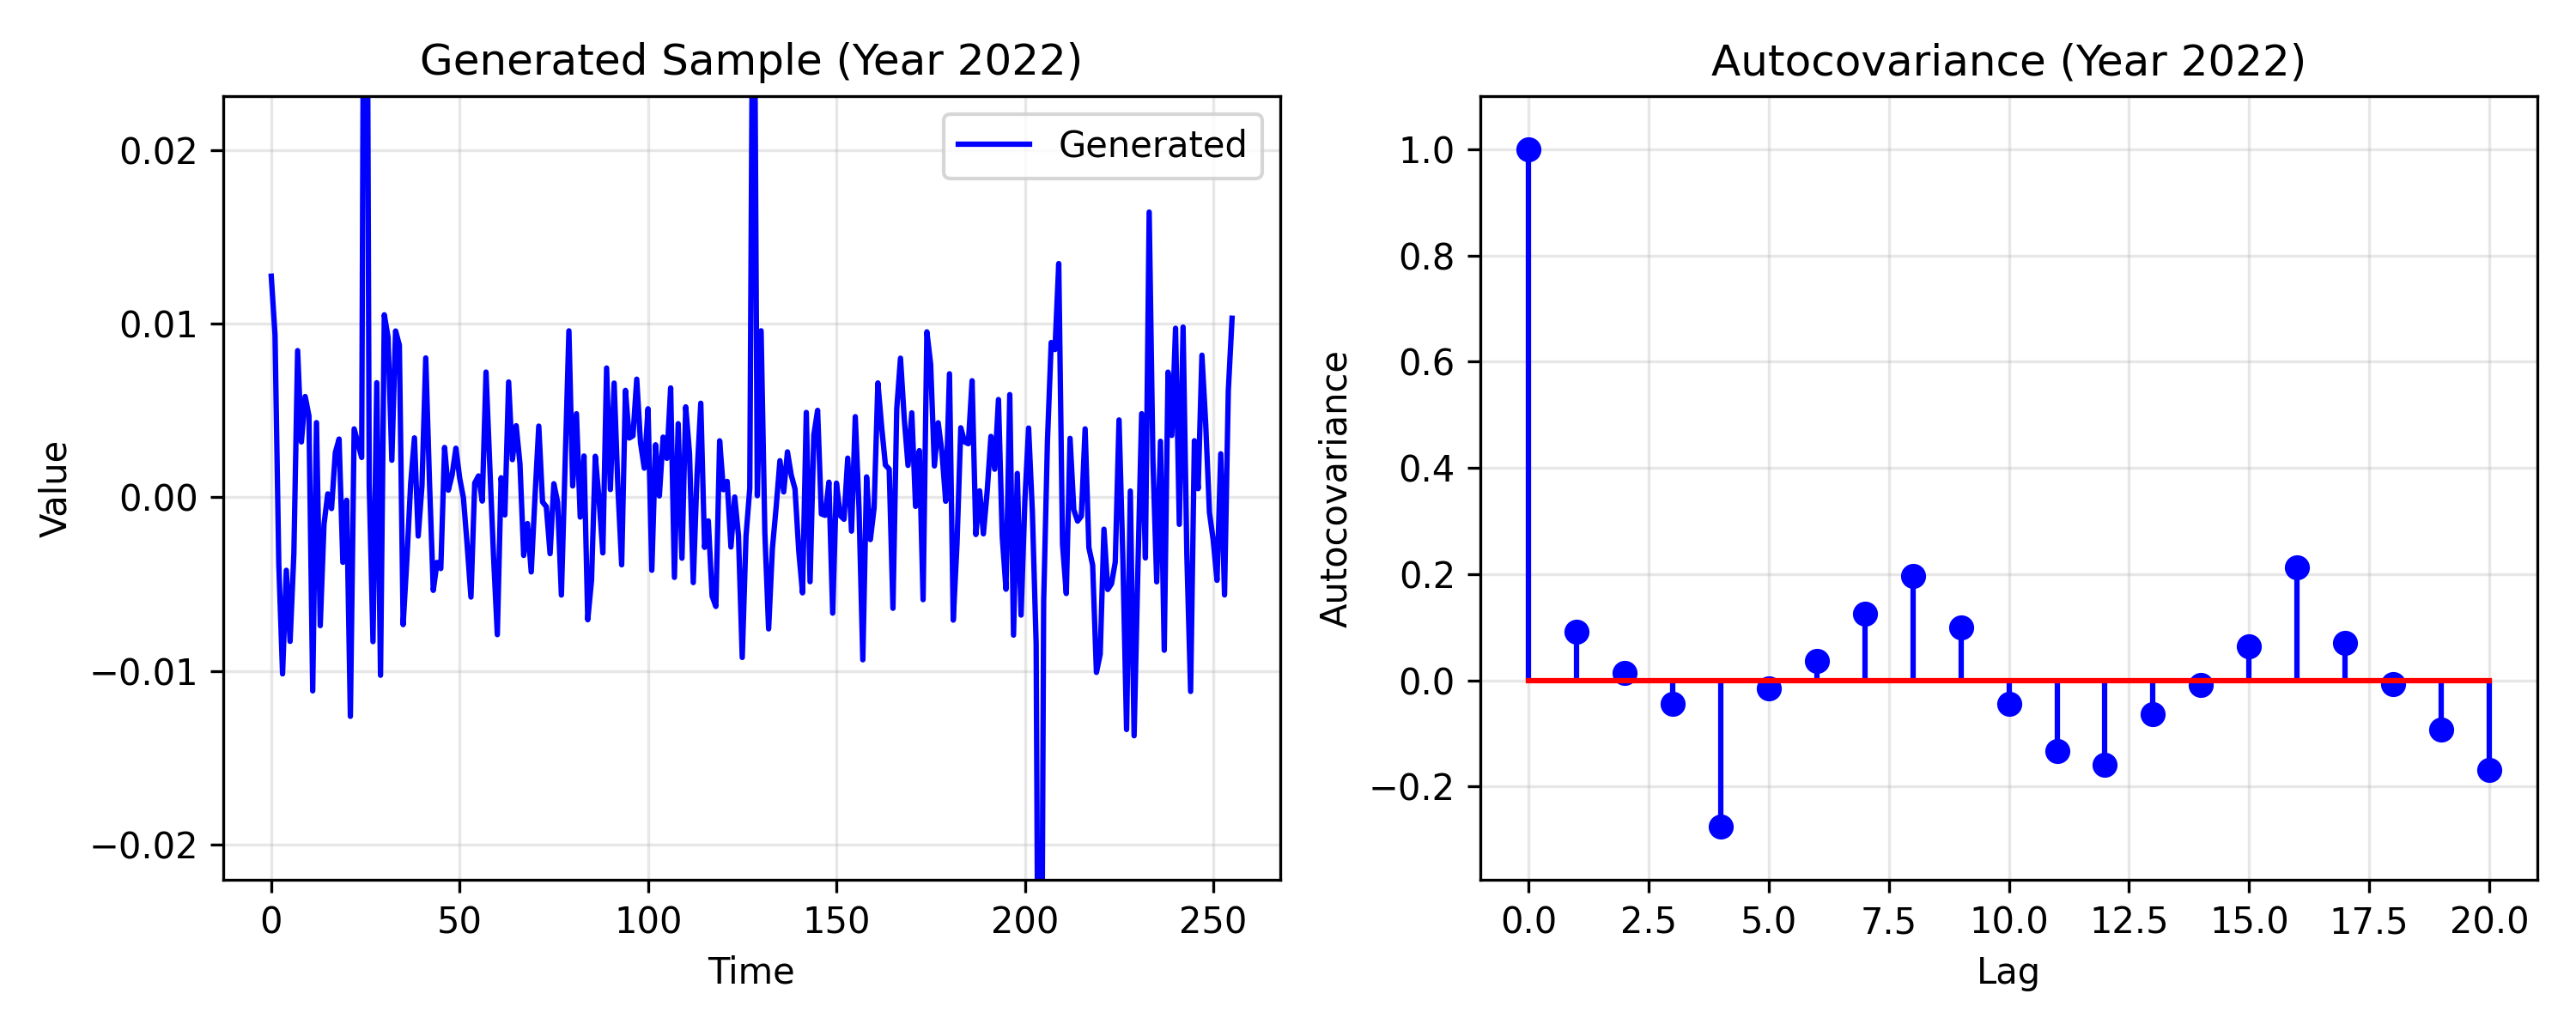 Generated Sample (Year 2022)
Generated
0.02
0.01
0.00
−0.01
−0.02
Value
0 50 100 150 200 250
Time
Autocovariance (Year 2022)
1.0
0.8
0.6
0.4
0.2
0.0
−0.2
Autocovariance
0.0 2.5 5.0 7.5 10.0 12.5 15.0 17.5 20.0
Lag